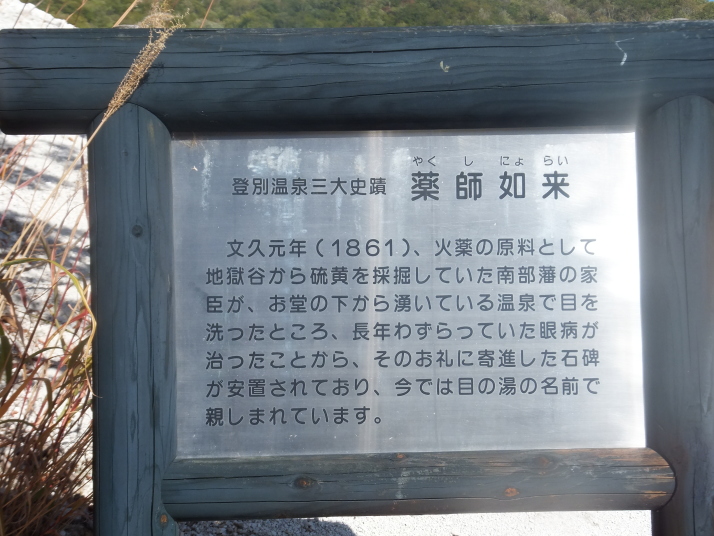 やくしにょらい
登別温泉三大史蹟 薬師如来
文久元年(1861)、火薬の原料として
地獄谷から硫黄を採掘していた南部藩の家
臣が、お堂の下から湧いている温泉で目を
洗ったところ、長年わずらっていた眼病が
治ったことから、そのお礼に寄進した石碑
が安置されており、今では目の湯の名前で
親しまれています。